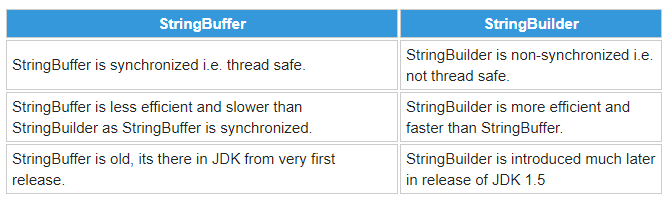 StringBuffer
StringBuilder
StringBuffer is synchronized i.e. thread safe.
StringBuilder is non-synchronized i.e.
not thread safe.
StringBuffer is less efficient and slower than
StringBuilder as StringBuffer is synchronized.
StringBuilder is more efficient and
faster than StringBuffer.
StringBuffer is old, its there in JDK from very first
release.
StringBuilder is introduced much later
in release of JDK 1.5